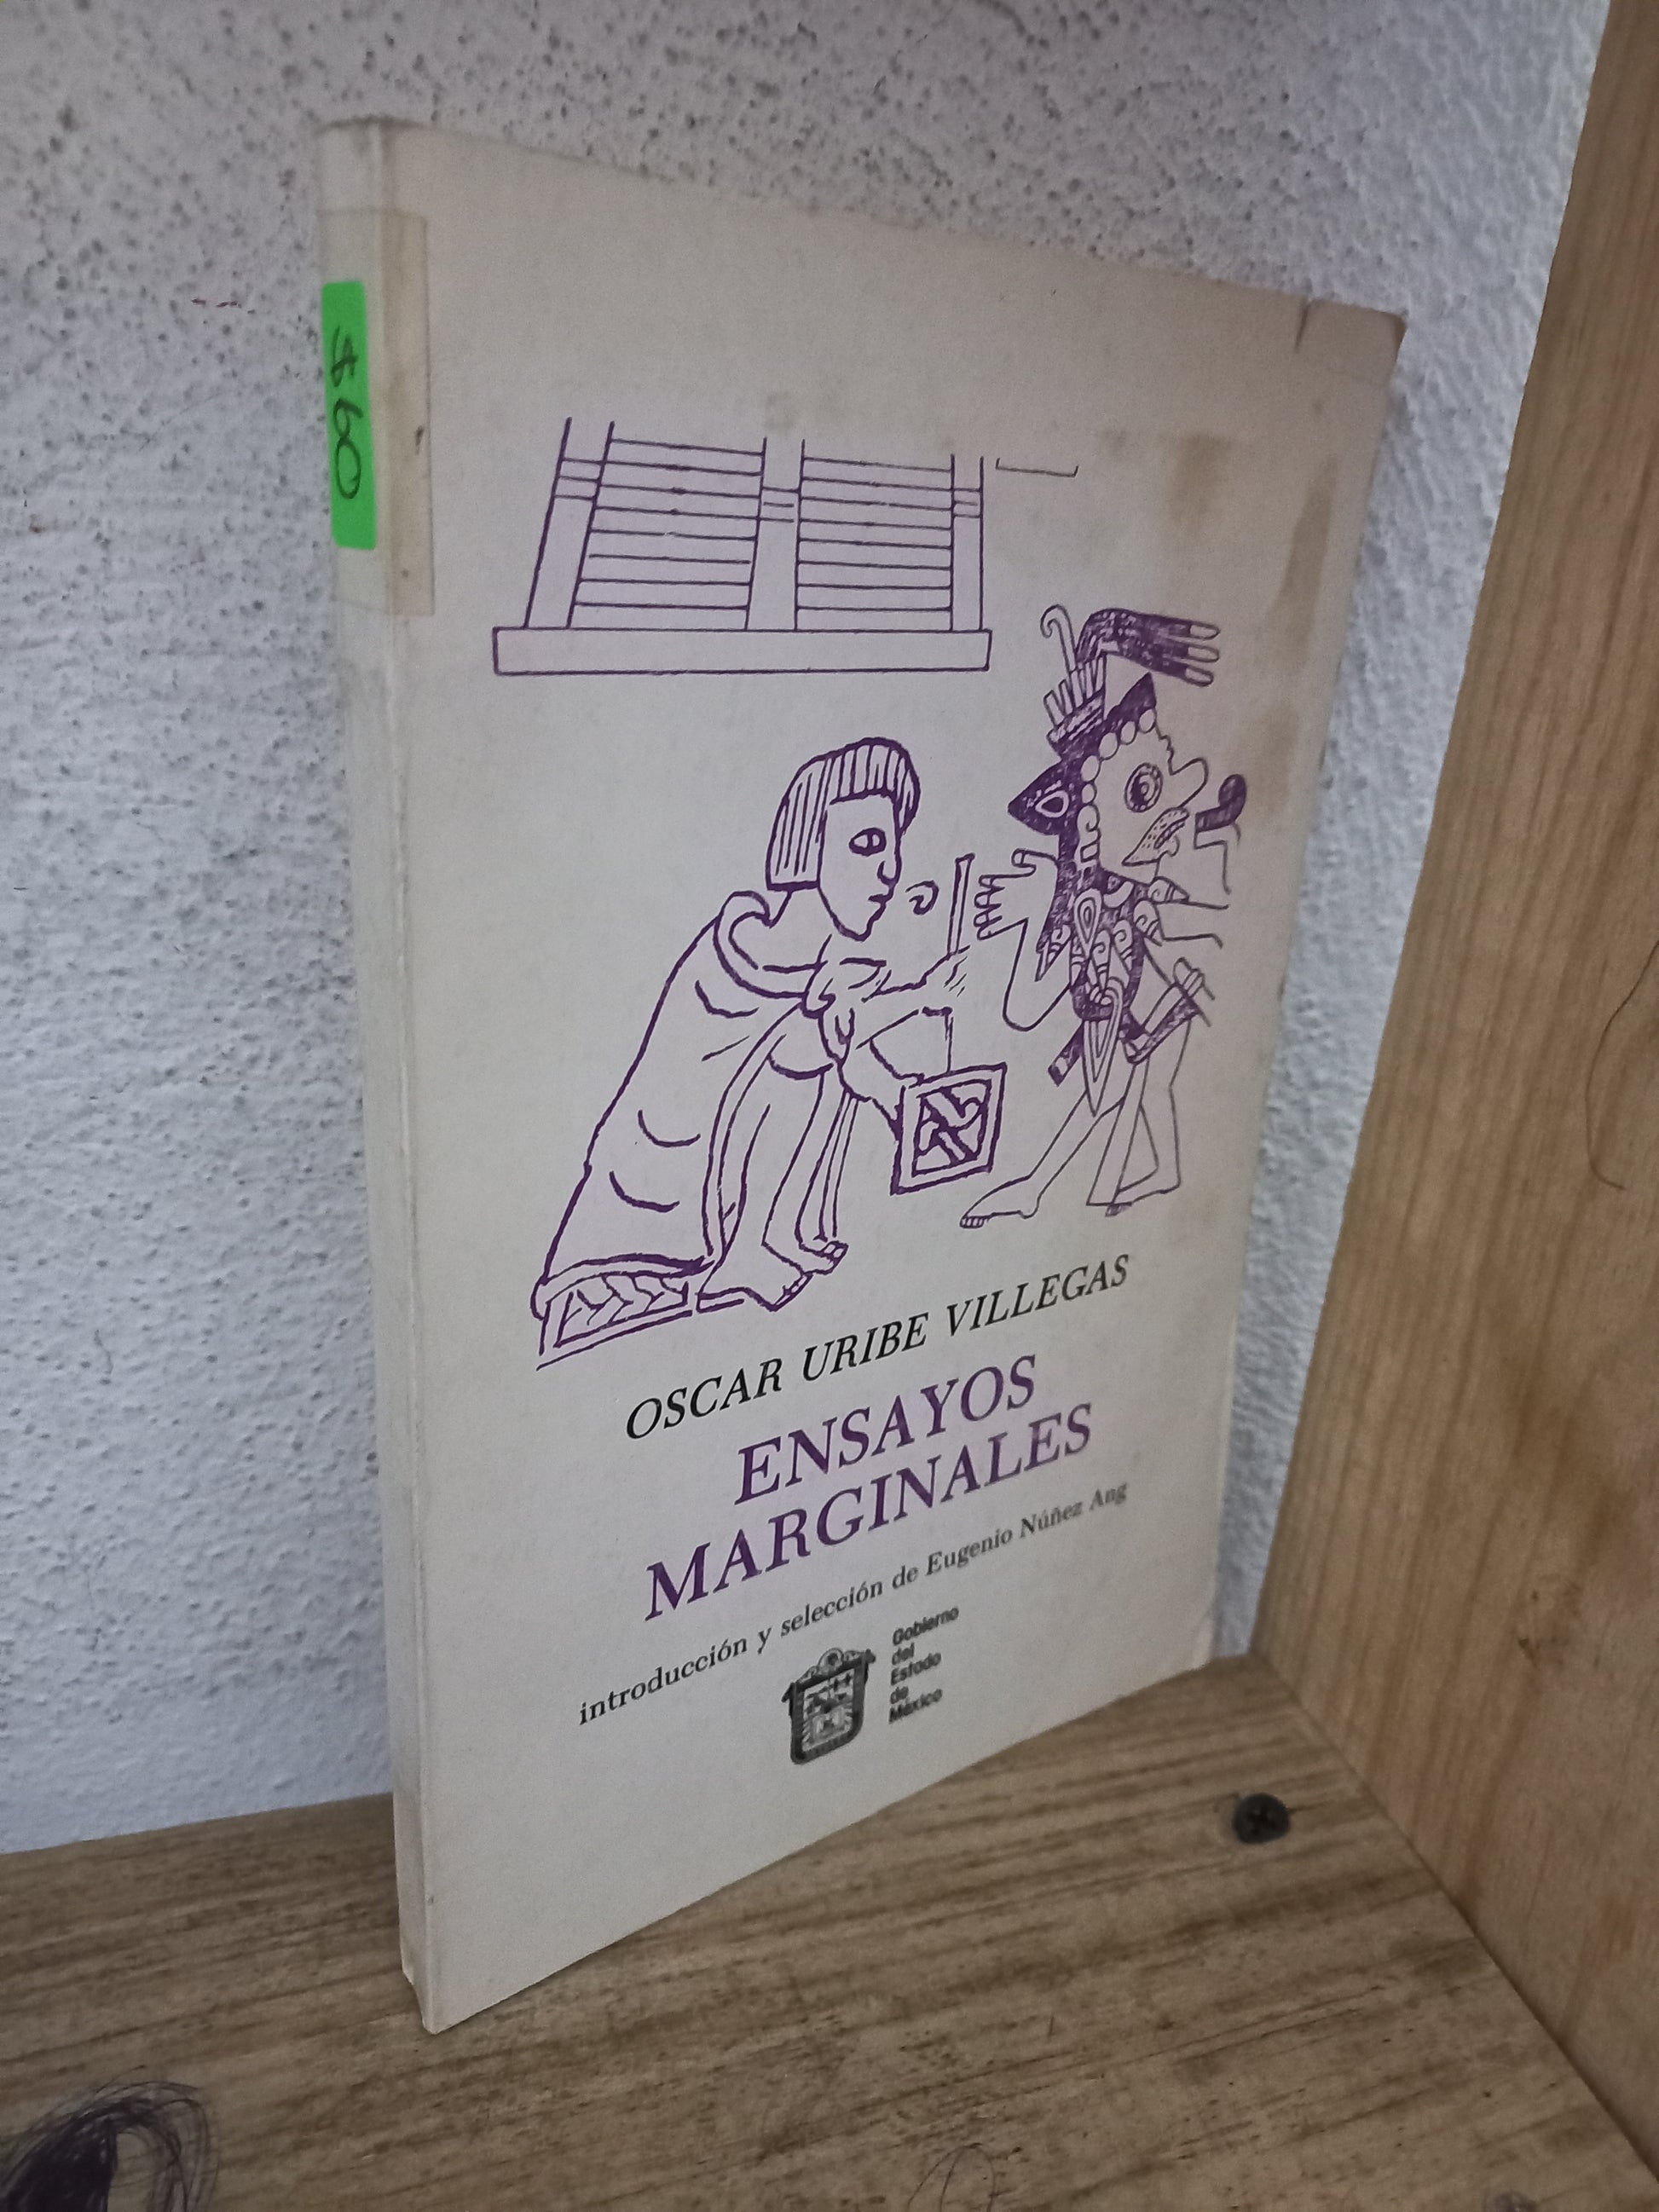 $60
OSCAR URIBE VILLEGAS
ENSAYOS
MARGINALES
introducción y selección de Eugenio Núñez Ang
Gobierno
del
Estado
de
México